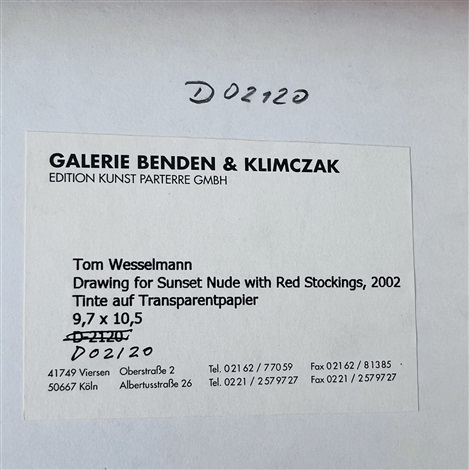 D02120
GALERIE BENDEN & KLIMCZAK
EDITION KUNST PARTERRE GMBH
Tom Wesselmann
Drawing for Sunset Nude with Red Stockings, 2002
Tinte auf Transparentpapier
9,7 x 10,5
D-2120
D02120
41749 Viersen Oberstraße 2 Tel. 02162/77059 Fax 02162/81385
50667 Köln Albertusstraße 26 Tel. 0221/2579727 Fax 0221/2579727